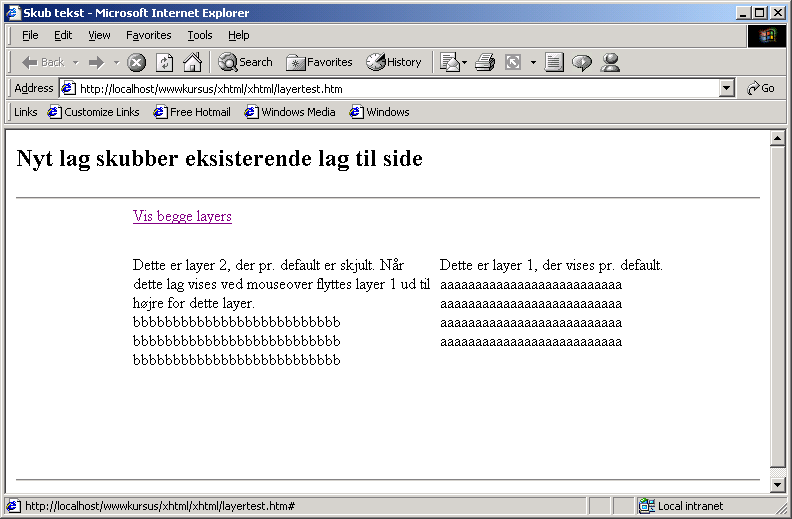 Skub tekst - Microsoft Internet Explorer
File Edit View Favorites Tools Help
Back Search Favorites History
Address http://localhost/wwwkursus/xhtml/xhtml/layertest.htm Go
Links Customize Links Free Hotmail Windows Media Windows
Nyt lag skubber eksisterende lag til side
Vis begge layers
Dette er layer 2, der pr. default er skjult. Når
dette lag vises ved mouseover flyttes layer 1 ud til
højre for dette layer.
bbbbbbbbbbbbbbbbbbbbbbbbbb
bbbbbbbbbbbbbbbbbbbbbbbbbb
bbbbbbbbbbbbbbbbbbbbbbbbbb
Dette er layer 1, der vises pr. default.
aaaaaaaaaaaaaaaaaaaaaaaaaa
aaaaaaaaaaaaaaaaaaaaaaaaaa
aaaaaaaaaaaaaaaaaaaaaaaaaa
aaaaaaaaaaaaaaaaaaaaaaaaaa
http://localhost/wwwkursus/xhtml/xhtml/layertest.htm# Local intranet